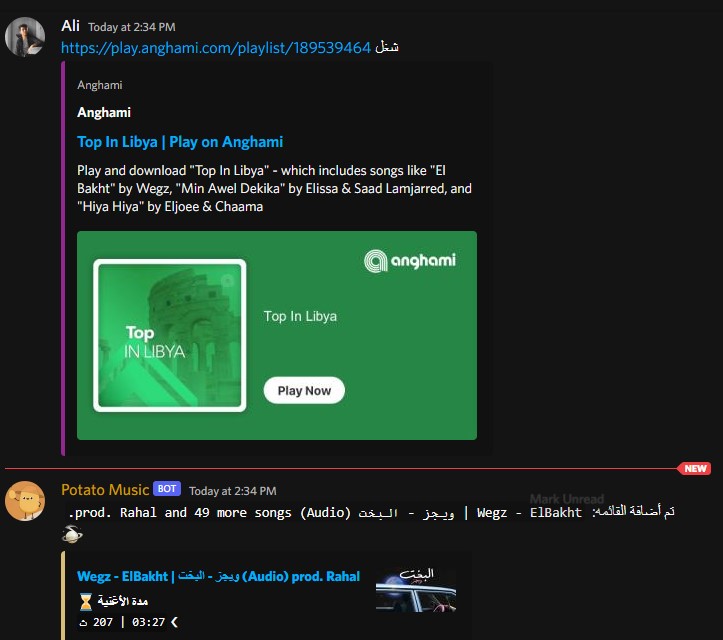 Ali Today at 2:34 PM
https://play.anghami.com/playlist/189539464 شغل
Anghami
Anghami
Top In Libya | Play on Anghami
Play and download "Top In Libya" - which includes songs like "El
Bakht" by Wegz, "Min Awel Dekika" by Elissa & Saad Lamjarred, and
"Hiya Hiya" by Eljoee & Chaama
anghami
Top
IN LIBYA
Top In Libya
Play Now
NEW
Potato Music BOT Today at 2:34 PM
Mark Unread
تم أضافة القائمه: Wegz - ElBakht | ويجز - البخت (Audio) prod. Rahal and 49 more songs.
Wegz - ElBakht | ويجز - البخت (Audio) prod. Rahal
البخت
مدة الأغنية ⏳
207 | 03:27 ث